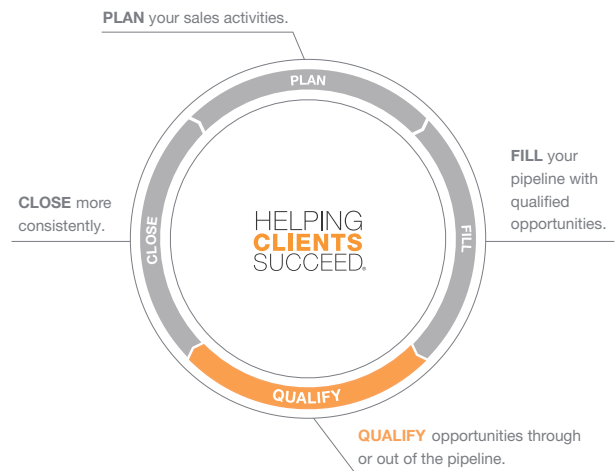 PLAN your sales activities.
PLAN
FILL your
pipeline with
qualified
opportunities.
FILL
CLOSE more
consistently.
CLOSE
HELPING
CLIENTS
SUCCEED®
QUALIFY
QUALIFY opportunities through
or out of the pipeline.